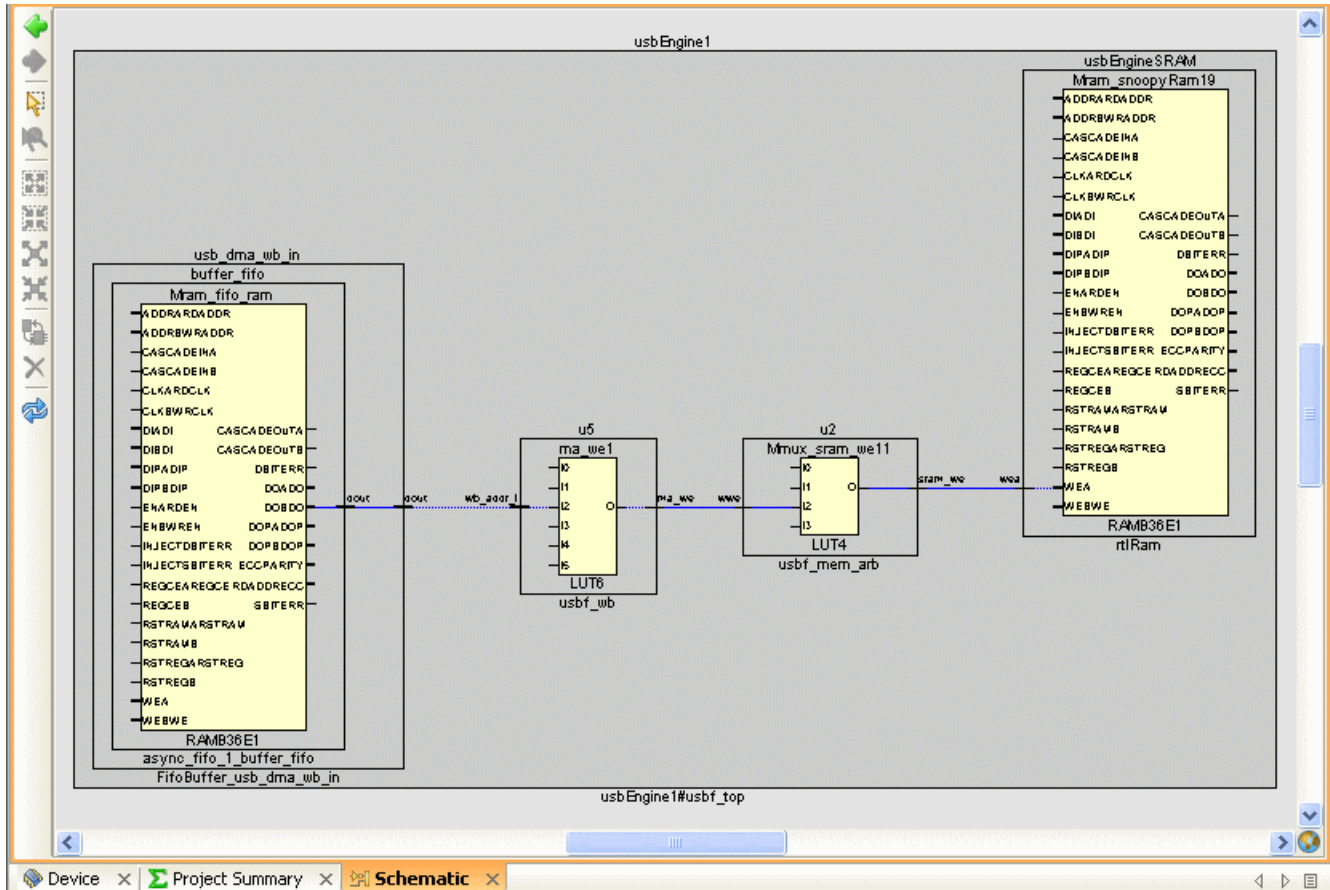 usbEngine1
usbEngineSRAM
Mram_snoopyRam19
ADDRARDADDR
ADDRBWRADDR
CASCADEINA
CASCADEINB
CLKARDCLK
CLKBWRCLK
DIADI CASCADEOUTA
DIBDI CASCADEOUTB
DIPADIP DBITERR
DIPBDIP DOADO
ENARDEN DOBDO
ENBWREN DOPADOP
INJECTDBITERR DOPBDOP
INJECTSBITERR ECCPARITY
REGCEAREGCE RDADDRECC
REGCEB SBITERR
RSTRAMARSTRAM
RSTRAMB
RSTREGARSTREG
RSTREGB
WEA
WEBWE
RAMB36E1
rtlRam
usb_dma_wb_in
buffer_fifo
Mram_fifo_ram
ADDRARDADDR
ADDRBWRADDR
CASCADEINA
CASCADEINB
CLKARDCLK
CLKBWRCLK
DIADI CASCADEOUTA
DIBDI CASCADEOUTB
DIPADIP DBITERR
DIPBDIP DOADO
ENARDEN DOBDO
ENBWREN DOPADOP
INJECTDBITERR DOPBDOP
INJECTSBITERR ECCPARITY
REGCEAREGCE RDADDRECC
REGCEB SBITERR
RSTRAMARSTRAM
RSTRAMB
RSTREGARSTREG
RSTREGB
WEA
WEBWE
RAMB36E1
async_fifo_1_buffer_fifo
FifoBuffer_usb_dma_wb_in
dout dout wb_addr_i
u5
ma_we1
I0
I1
I2 O
I3
I4
I5
LUT6
usbf_wb
ma_we wwe
u2
Mmux_sram_we11
I0
I1 O
I2
I3
LUT4
usbf_mem_arb
sram_we wea
usbEngine1#usbf_top
Device Project Summary Schematic